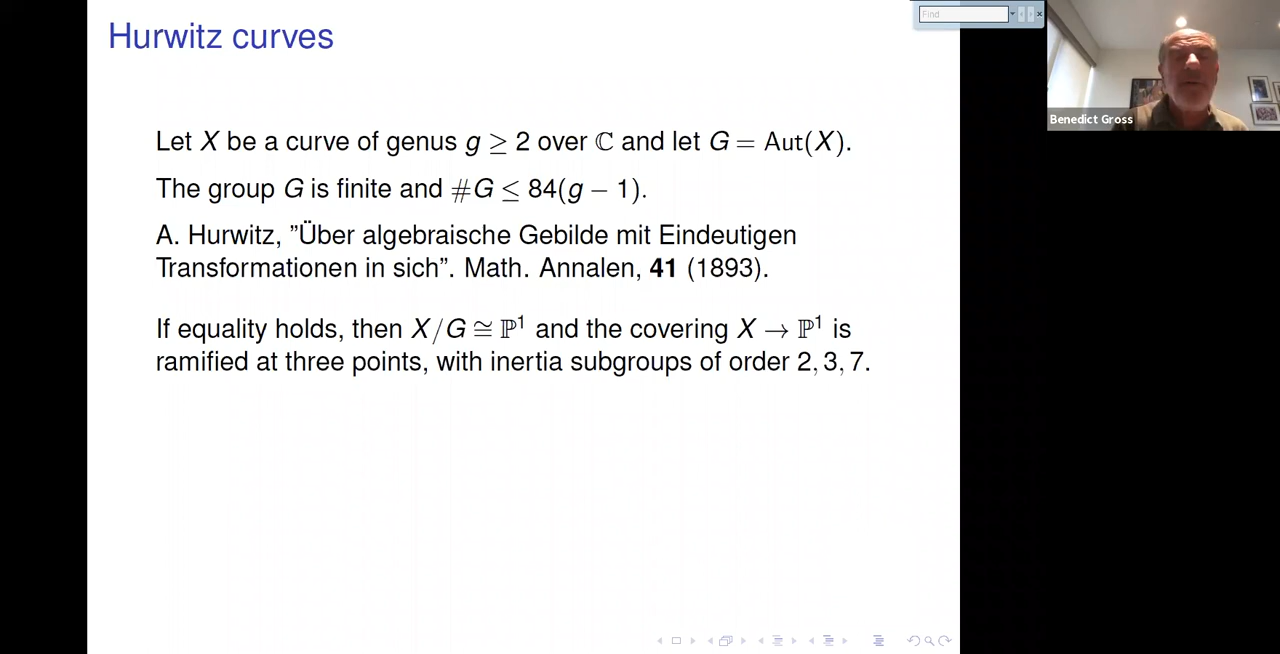 Hurwitz curves
Find
Benedict Gross
Let X be a curve of genus g ≥ 2 over ℂ and let G = Aut(X).
The group G is finite and #G ≤ 84(g − 1).
A. Hurwitz, ”Über algebraische Gebilde mit Eindeutigen
Transformationen in sich”. Math. Annalen, 41 (1893).
If equality holds, then X/G ≅ ℙ¹ and the covering X → ℙ¹ is
ramified at three points, with inertia subgroups of order 2, 3, 7.